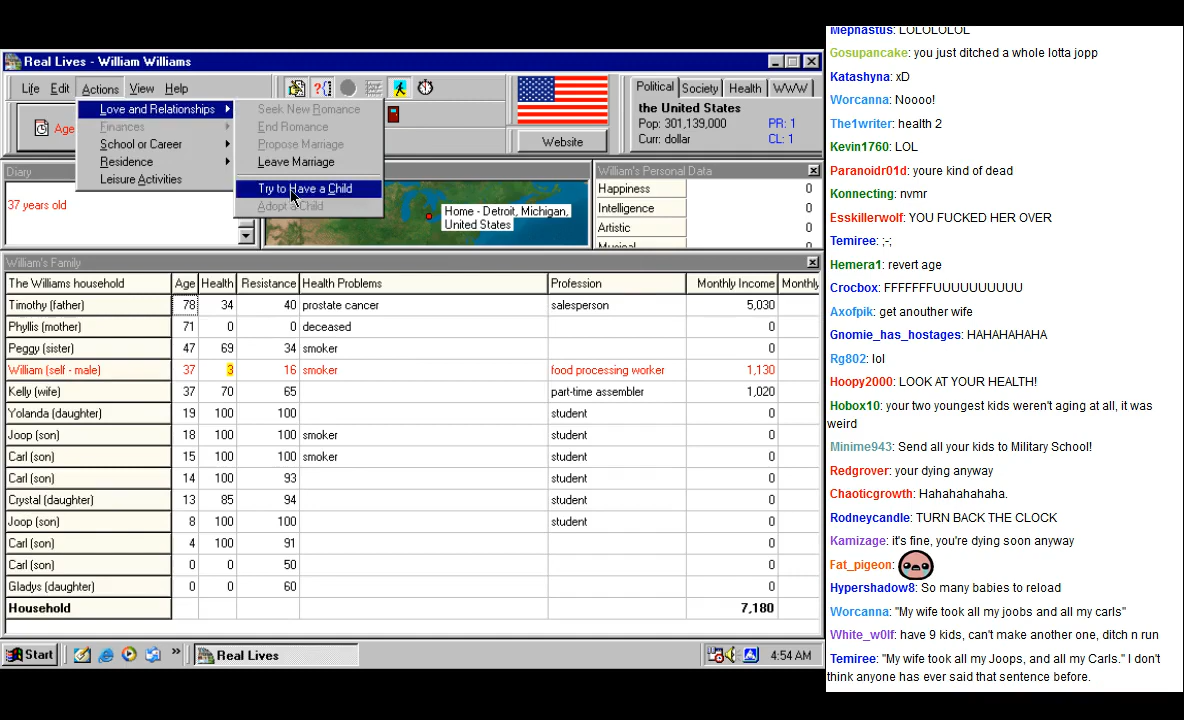 Real Lives - William Williams
Life Edit Actions View Help
Age
Love and Relationships
Finances
School or Career
Residence
Leisure Activities
Seek New Romance
End Romance
Propose Marriage
Leave Marriage
Try to Have a Child
Adopt a Child
Website
Political Society Health WWW
the United States
Pop: 301,139,000 PR: 1
Curr: dollar CL: 1
Diary
37 years old
Home - Detroit, Michigan,
United States
William's Personal Data
Happiness 0
Intelligence 0
Artistic 0
Musical 0
William's Family
The Williams household Age Health Resistance Health Problems Profession Monthly Income Monthly
Timothy (father) 78 34 40 prostate cancer salesperson 5,030
Phyllis (mother) 71 0 0 deceased 0
Peggy (sister) 47 69 34 smoker 0
William (self - male) 37 3 16 smoker food processing worker 1,130
Kelly (wife) 37 70 65 part-time assembler 1,020
Yolanda (daughter) 19 100 100 student 0
Joop (son) 18 100 100 smoker student 0
Carl (son) 15 100 100 smoker student 0
Carl (son) 14 100 93 student 0
Crystal (daughter) 13 85 94 student 0
Joop (son) 8 100 100 student 0
Carl (son) 4 100 91 0
Carl (son) 0 0 50 0
Gladys (daughter) 0 0 60 0
Household 7,180
Start Real Lives 4:54 AM
Mephastus: LOLOLOLOL
Gosupancake: you just ditched a whole lotta jopp
Katashyna: xD
Worcanna: Noooo!
The1writer: health 2
Kevin1760: LOL
Paranoidr01d: youre kind of dead
Konnecting: nvmr
Esskillerwolf: YOU FUCKED HER OVER
Temiree: ;-;
Hemera1: revert age
Crocbox: FFFFFFFUUUUUUUUUU
Axofpik: get anouther wife
Gnomie_has_hostages: HAHAHAHAHA
Rg802: lol
Hoopy2000: LOOK AT YOUR HEALTH!
Hobox10: your two youngest kids weren't aging at all, it was
weird
Minime943: Send all your kids to Military School!
Redgrover: your dying anyway
Chaoticgrowth: Hahahahahaha.
Rodneycandle: TURN BACK THE CLOCK
Kamizage: it's fine, you're dying soon anyway
Fat_pigeon:
Hypershadow8: So many babies to reload
Worcanna: "My wife took all my joobs and all my carls"
White_w0lf: have 9 kids, can't make another one, ditch n run
Temiree: "My wife took all my Joops, and all my Carls." I don't
think anyone has ever said that sentence before.